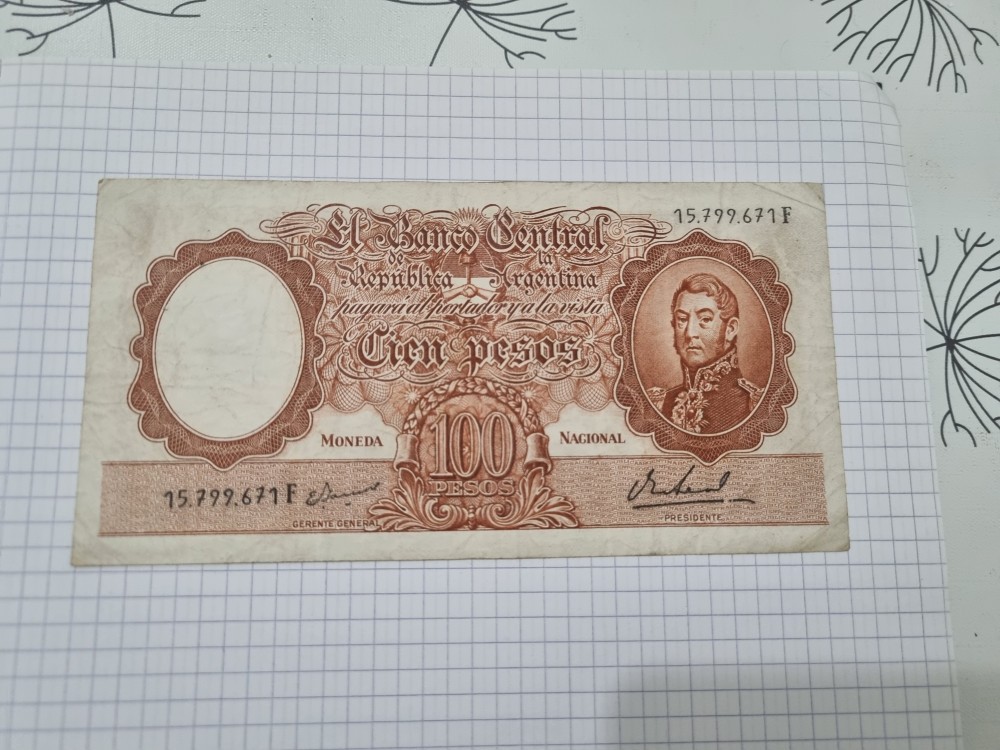 15.799.671 F
El Banco Central
de la
República Argentina
pagará al portador y a la vista
Cien pesos
MONEDA 100 NACIONAL
PESOS
15.799.671 F
GERENTE GENERAL
PRESIDENTE